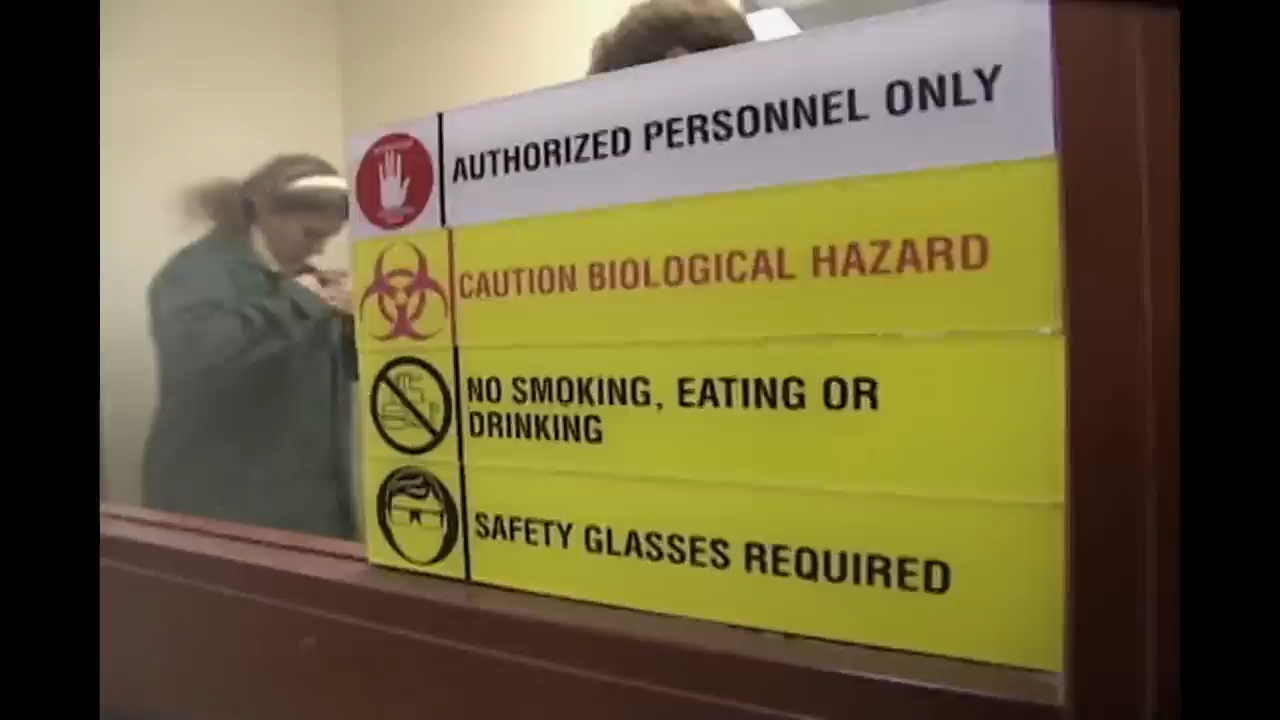 AUTHORIZED PERSONNEL ONLY
CAUTION BIOLOGICAL HAZARD
NO SMOKING, EATING OR
DRINKING
SAFETY GLASSES REQUIRED